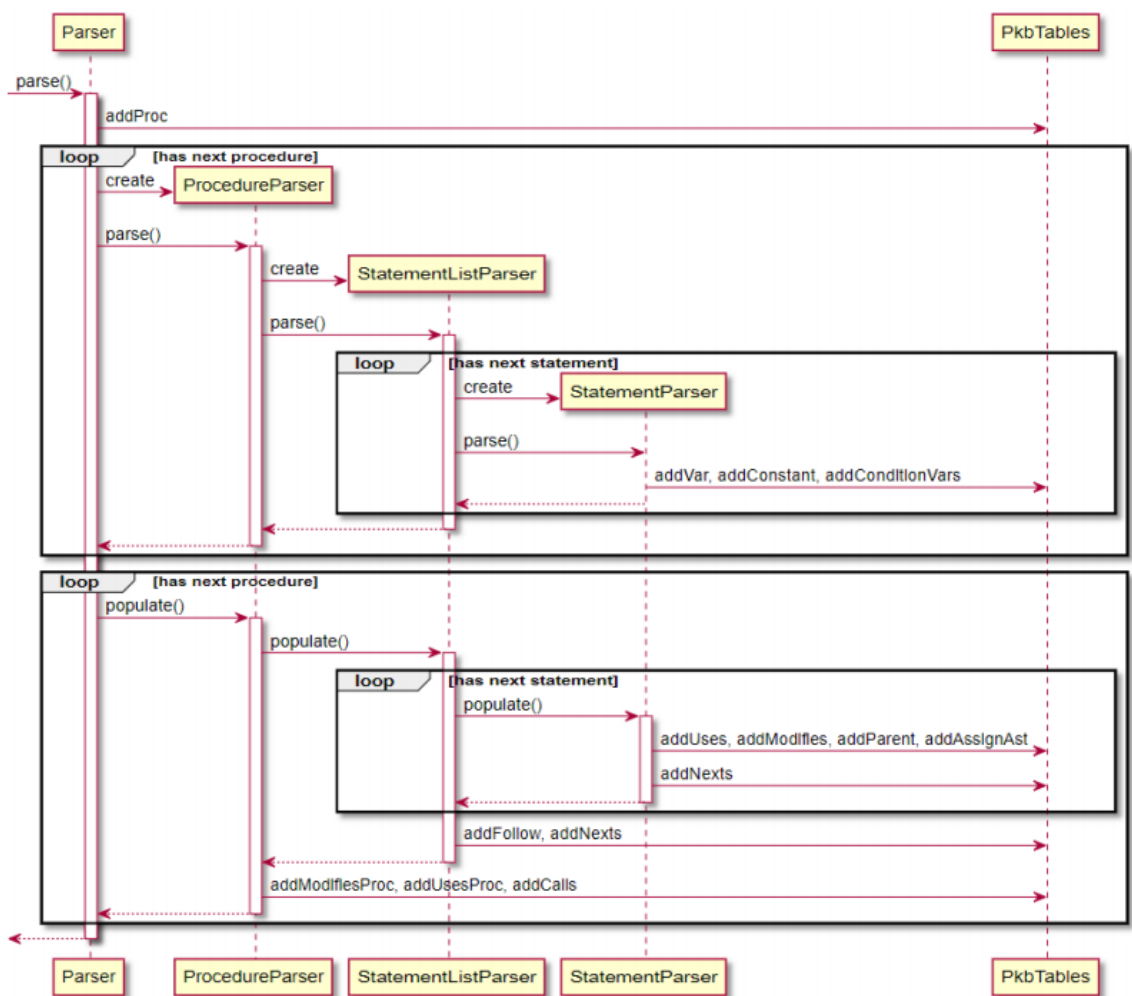 Parser
PkbTables
parse()
addProc
loop
[has next procedure]
create
ProcedureParser
parse()
create
StatementListParser
parse()
loop
[has next statement]
create
StatementParser
parse()
addVar, addConstant, addConditionVars
loop
[has next procedure]
populate()
populate()
loop
[has next statement]
populate()
addUses, addModifies, addParent, addAssignAst
addNexts
addFollow, addNexts
addModifiesProc, addUsesProc, addCalls
Parser
ProcedureParser
StatementListParser
StatementParser
PkbTables